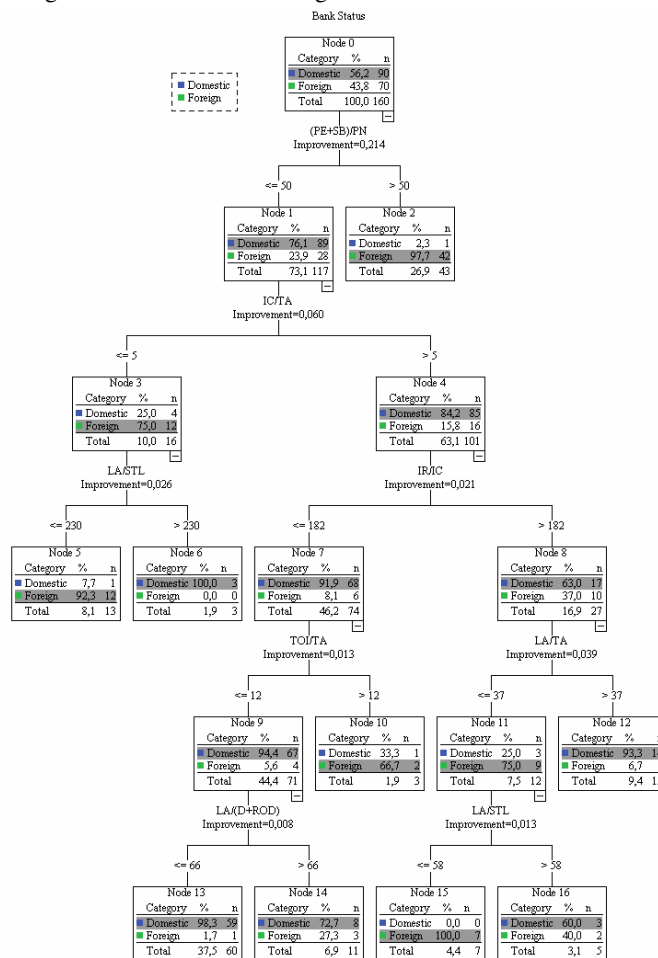 Bank Status
Node 0
Category % n
Domestic 56,2 90
Foreign 43,8 70
Total 100,0 160
Domestic
Foreign
(PE+SB)/PN
Improvement=0,214
<= 50
> 50
Node 1
Category % n
Domestic 76,1 89
Foreign 23,9 28
Total 73,1 117
Node 2
Category % n
Domestic 2,3 1
Foreign 97,7 42
Total 26,9 43
IC/TA
Improvement=0,060
<= 5
> 5
Node 3
Category % n
Domestic 25,0 4
Foreign 75,0 12
Total 10,0 16
Node 4
Category % n
Domestic 84,2 85
Foreign 15,8 16
Total 63,1 101
LA/STL
Improvement=0,026
IR/IC
Improvement=0,021
<= 230
> 230
<= 182
> 182
Node 5
Category % n
Domestic 7,7 1
Foreign 92,3 12
Total 8,1 13
Node 6
Category % n
Domestic 100,0 3
Foreign 0,0 0
Total 1,9 3
Node 7
Category % n
Domestic 91,9 68
Foreign 8,1 6
Total 46,2 74
Node 8
Category % n
Domestic 63,0 17
Foreign 37,0 10
Total 16,9 27
TOI/TA
Improvement=0,013
LA/TA
Improvement=0,039
<= 12
> 12
<= 37
> 37
Node 9
Category % n
Domestic 94,4 67
Foreign 5,6 4
Total 44,4 71
Node 10
Category % n
Domestic 33,3 1
Foreign 66,7 2
Total 1,9 3
Node 11
Category % n
Domestic 25,0 3
Foreign 75,0 9
Total 7,5 12
Node 12
Category %
Domestic 93,3
Foreign 6,7
Total 9,4
LA/(D+ROD)
Improvement=0,008
LA/STL
Improvement=0,013
<= 66
> 66
<= 58
> 58
Node 13
Category % n
Domestic 98,3 59
Foreign 1,7 1
Total 37,5 60
Node 14
Category % n
Domestic 72,7 8
Foreign 27,3 3
Total 6,9 11
Node 15
Category % n
Domestic 0,0 0
Foreign 100,0 7
Total 4,4 7
Node 16
Category % n
Domestic 60,0 3
Foreign 40,0 2
Total 3,1 5